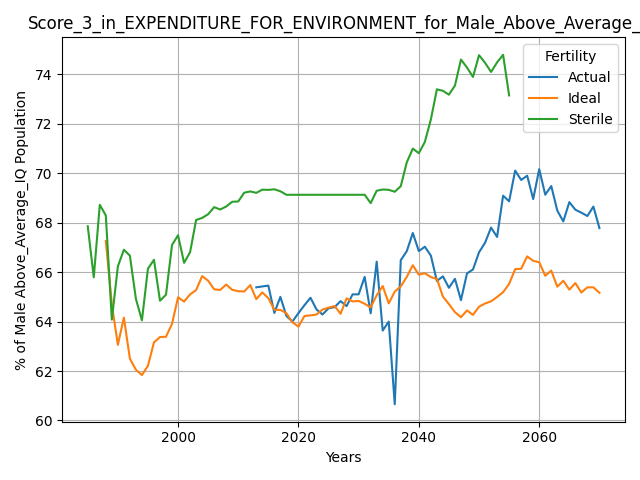 Score_3_in_EXPENDITURE_FOR_ENVIRONMENT_for_Male_Above_Average_
Fertility
Actual
Ideal
Sterile
% of Male Above_Average_IQ Population
74
72
70
68
66
64
62
60
2000
2020
2040
2060
Years